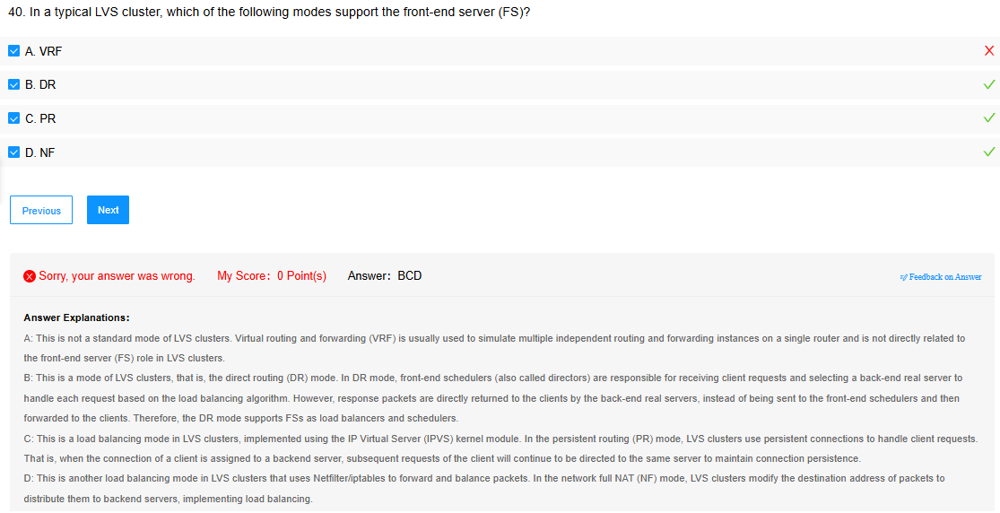 40. In a typical LVS cluster, which of the following modes support the front-end server (FS)?
A. VRF
B. DR
C. PR
D. NF
Previous Next
Sorry, your answer was wrong. My Score: 0 Point(s) Answer: BCD Feedback on Answer
Answer Explanations:
A: This is not a standard mode of LVS clusters. Virtual routing and forwarding (VRF) is usually used to simulate multiple independent routing and forwarding instances on a single router and is not directly related to
the front-end server (FS) role in LVS clusters.
B: This is a mode of LVS clusters, that is, the direct routing (DR) mode. In DR mode, front-end schedulers (also called directors) are responsible for receiving client requests and selecting a back-end real server to
handle each request based on the load balancing algorithm. However, response packets are directly returned to the clients by the back-end real servers, instead of being sent to the front-end schedulers and then
forwarded to the clients. Therefore, the DR mode supports FSs as load balancers and schedulers.
C: This is a load balancing mode in LVS clusters, implemented using the IP Virtual Server (IPVS) kernel module. In the persistent routing (PR) mode, LVS clusters use persistent connections to handle client requests.
That is, when the connection of a client is assigned to a backend server, subsequent requests of the client will continue to be directed to the same server to maintain connection persistence.
D: This is another load balancing mode in LVS clusters that uses Netfilter/iptables to forward and balance packets. In the network full NAT (NF) mode, LVS clusters modify the destination address of packets to
distribute them to backend servers, implementing load balancing.